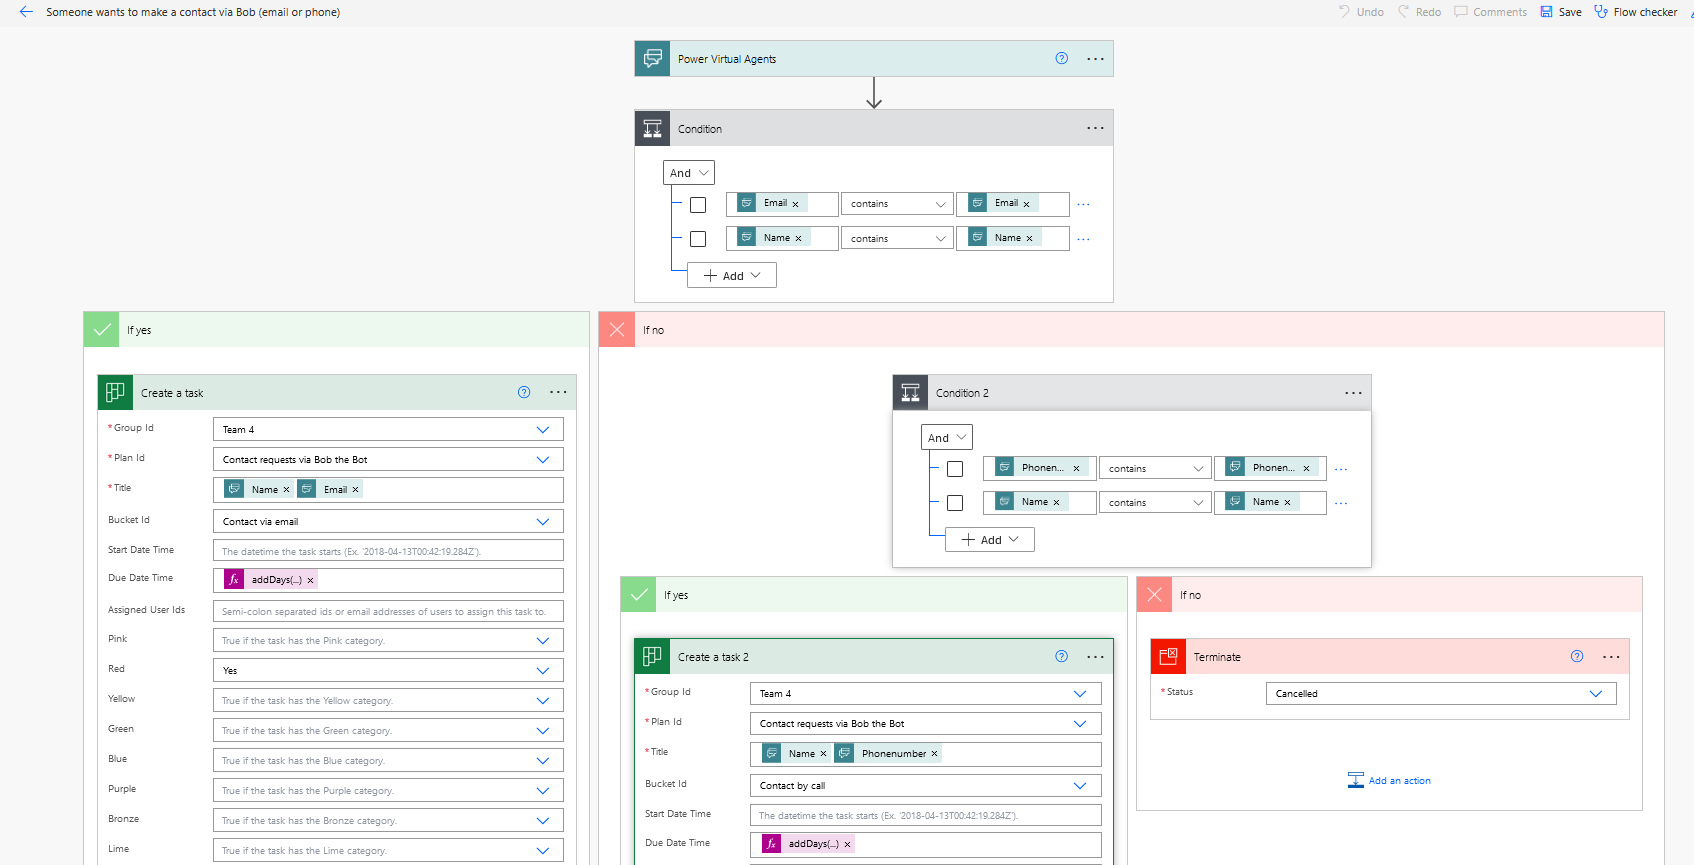 Someone wants to make a contact via Bob (email or phone)
Undo Redo Comments Save Flow checker
Power Virtual Agents
Condition
And
Email contains Email
Name contains Name
Add
If yes
If no
Create a task
* Group Id Team 4
* Plan Id Contact requests via Bob the Bot
* Title Name Email
Bucket Id Contact via email
Start Date Time The datetime the task starts (Ex. '2018-04-13T00:42:19.284Z').
Due Date Time addDays(...)
Assigned User Ids Semi-colon separated ids or email addresses of users to assign this task to.
Pink True if the task has the Pink category.
Red Yes
Yellow True if the task has the Yellow category.
Green True if the task has the Green category.
Blue True if the task has the Blue category.
Purple True if the task has the Purple category.
Bronze True if the task has the Bronze category.
Lime True if the task has the Lime category.
Condition 2
And
Phonen... contains Phonen...
Name contains Name
Add
If yes
If no
Create a task 2
* Group Id Team 4
* Plan Id Contact requests via Bob the Bot
* Title Name Phonenumber
Bucket Id Contact by call
Start Date Time The datetime the task starts (Ex. '2018-04-13T00:42:19.284Z').
Due Date Time addDays(...)
Terminate
* Status Cancelled
Add an action